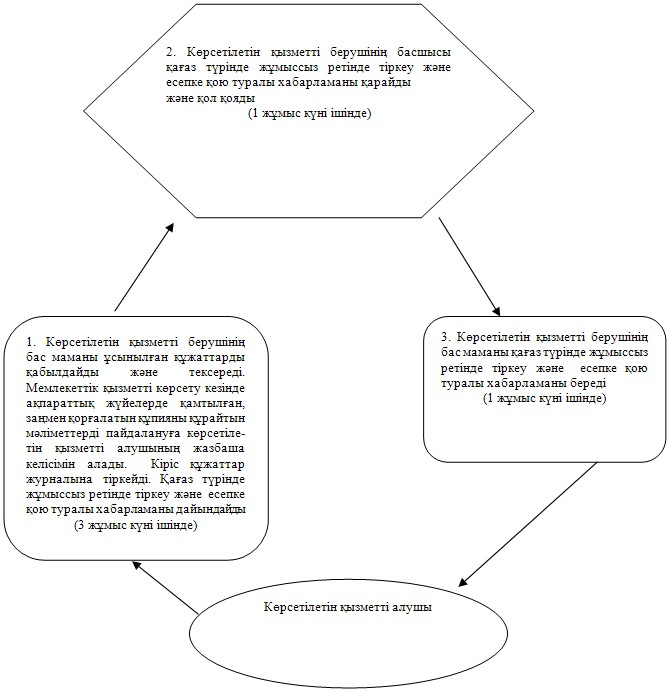 2. Көрсетілетін қызметті берушінің басшысы
қағаз түрінде жұмыссыз ретінде тіркеу және
есепке қою туралы хабарламаны қарайды
және қол қояды
(1 жұмыс күні ішінде)
1. Көрсетілетін қызметті берушінің
бас маманы ұсынылған құжаттарды
қабылдайды және тексереді.
Мемлекеттік қызметті көрсету кезінде
ақпараттық жүйелерде қамтылған,
заңмен қорғалатын құпияны құрайтын
мәліметтерді пайдалануға көрсетіле-
тін қызметті алушының жазбаша
келісімін алады. Кіріс құжаттар
журналына тіркейді. Қағаз түрінде
жұмыссыз ретінде тіркеу және есепке
қою туралы хабарламаны дайындайды
(3 жұмыс күні ішінде)
3. Көрсетілетін қызметті берушінің
бас маманы қағаз түрінде жұмыссыз
ретінде тіркеу және есепке қою
туралы хабарламаны береді
(1 жұмыс күні ішінде)
Көрсетілетін қызметті алушы